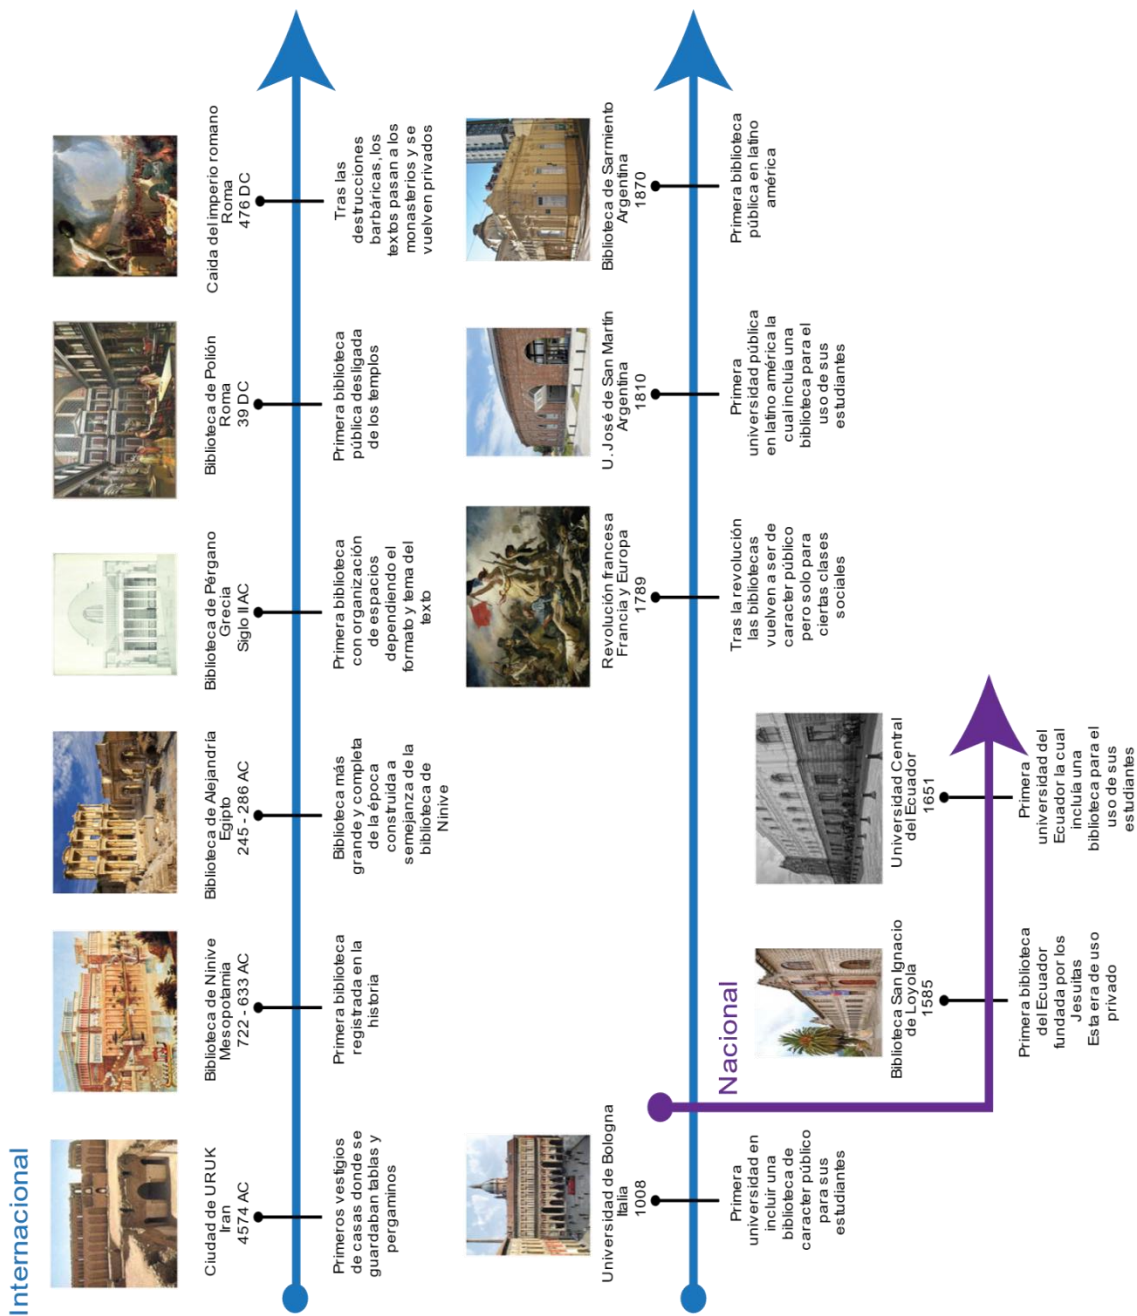 Internacional
Ciudad de URUK
Iran
4574 AC
Primeros vestigios
de casas donde se
guardaban tablas y
pergaminos
Biblioteca de Ninive
Mesopotamia
722 - 633 AC
Primera biblioteca
registrada en la
historia
Biblioteca de Alejandría
Egipto
245 - 286 AC
Biblioteca más
grande y completa
de la época
construida a
semejanza de la
biblioteca de
Ninive
Biblioteca de Pérgano
Grecia
Siglo II AC
Primera biblioteca
con organización
de espacios
dependiendo el
formato y tema del
texto
Biblioteca de Polión
Roma
39 DC
Primera biblioteca
pública desligada
de los templos
Caida del imperio romano
Roma
476 DC
Tras las
destrucciones
barbáricas, los
textos pasan a los
monasterios y se
vuelven privados
Universidad de Bologna
Italia
1008
Primera
universidad en
incluir una
biblioteca de
caracter público
para sus
estudiantes
Revolución francesa
Francia y Europa
1789
Tras la revolución
las bibliotecas
vuelven a ser de
caracter público
pero solo para
ciertas clases
sociales
U. José de San Martín
Argentina
1810
Primera
universidad pública
en latino américa la
cual incluía una
biblioteca para el
uso de sus
estudiantes
Biblioteca de Sarmiento
Argentina
1870
Primera biblioteca
pública en latino
américa
Nacional
Biblioteca San Ignacio
de Loyola
1585
Primera biblioteca
del Ecuador
fundada por los
Jesuitas
Esta era de uso
privado
Universidad Central
del Ecuador
1651
Primera
universidad del
Ecuador la cual
incluía una
biblioteca para el
uso de sus
estudiantes